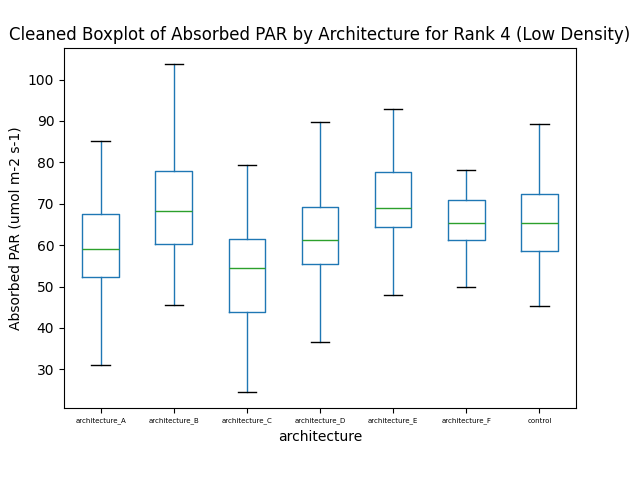 Cleaned Boxplot of Absorbed PAR by Architecture for Rank 4 (Low Density)
Absorbed PAR (umol m-2 s-1)
100
90
80
70
60
50
40
30
architecture_A architecture_B architecture_C architecture_D architecture_E architecture_F control
architecture